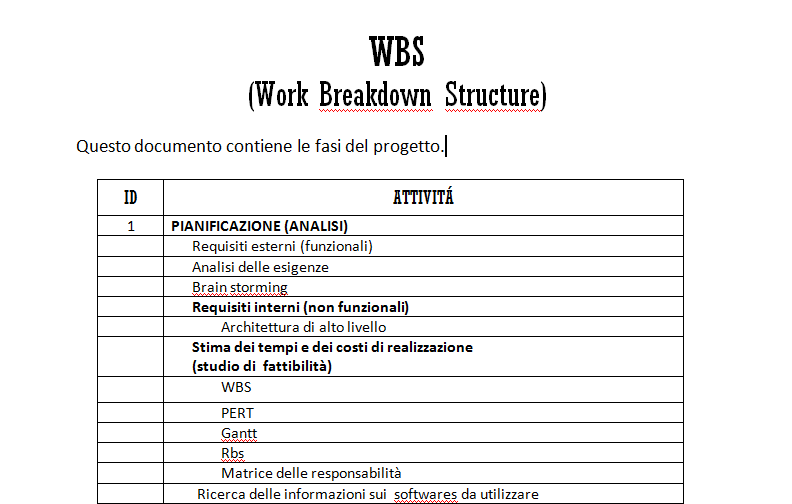 WBS
(Work Breakdown Structure)
Questo documento contiene le fasi del progetto.
ID ATTIVITÁ
1 PIANIFICAZIONE (ANALISI)
Requisiti esterni (funzionali)
Analisi delle esigenze
Brain storming
Requisiti interni (non funzionali)
Architettura di alto livello
Stima dei tempi e dei costi di realizzazione
(studio di fattibilità)
WBS
PERT
Gantt
Rbs
Matrice delle responsabilità
Ricerca delle informazioni sui softwares da utilizzare